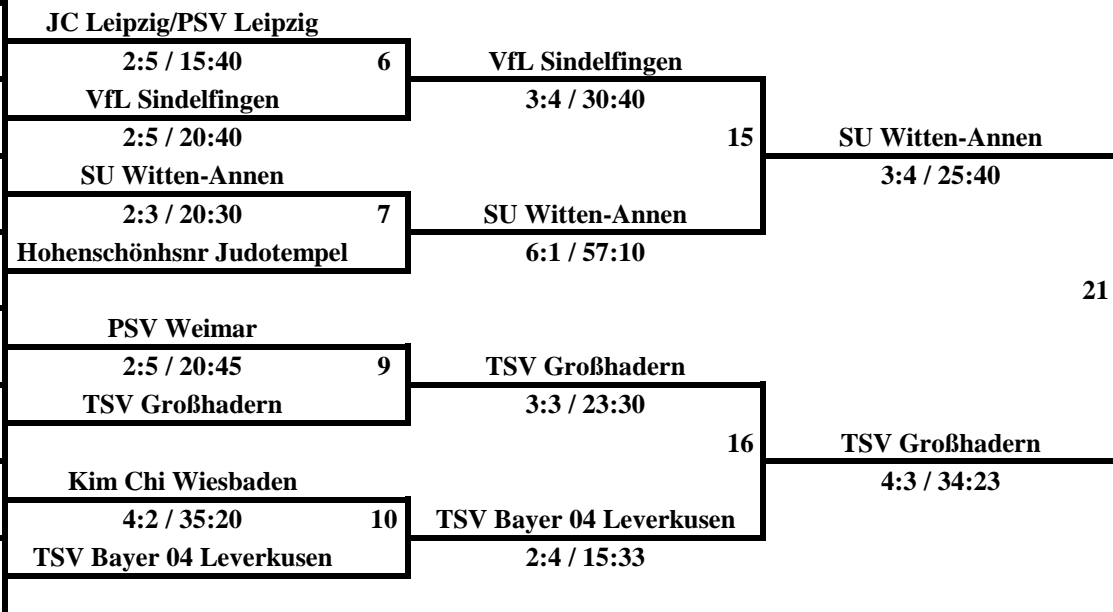 JC Leipzig/PSV Leipzig
2:5 / 15:40 6
VfL Sindelfingen
2:5 / 20:40
SU Witten-Annen
2:3 / 20:30 7
Hohenschönhsnr Judotempel
PSV Weimar
2:5 / 20:45 9
TSV Großhadern
Kim Chi Wiesbaden
4:2 / 35:20 10
TSV Bayer 04 Leverkusen
VfL Sindelfingen
3:4 / 30:40
15
SU Witten-Annen
6:1 / 57:10
TSV Großhadern
3:3 / 23:30
16
TSV Bayer 04 Leverkusen
2:4 / 15:33
SU Witten-Annen
3:4 / 25:40
21
TSV Großhadern
4:3 / 34:23